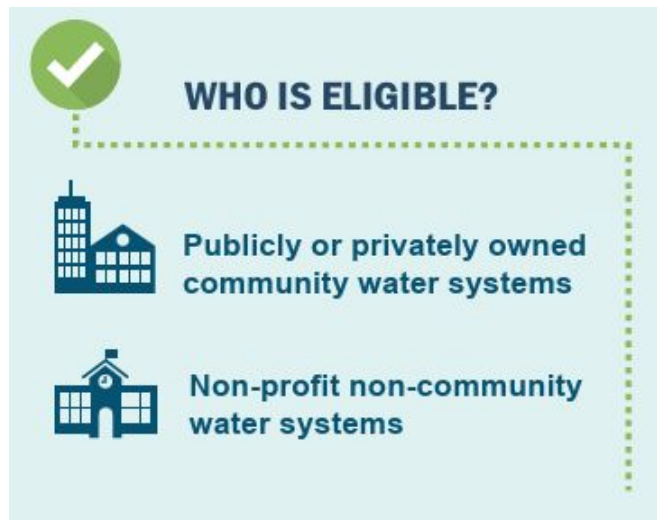 WHO IS ELIGIBLE?
Publicly or privately owned
community water systems
Non-profit non-community
water systems